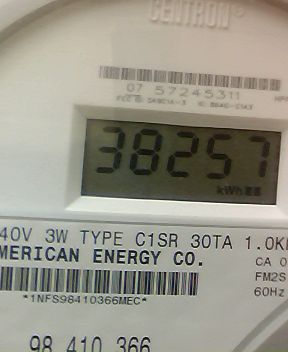 CENTRON®
07 57245311
38257
kWh
40V 3W TYPE C1SR 30TA 1.0K
MERICAN ENERGY CO.
CA 0
FM2S
*1NFS98410366MEC*
60Hz
98 410 366